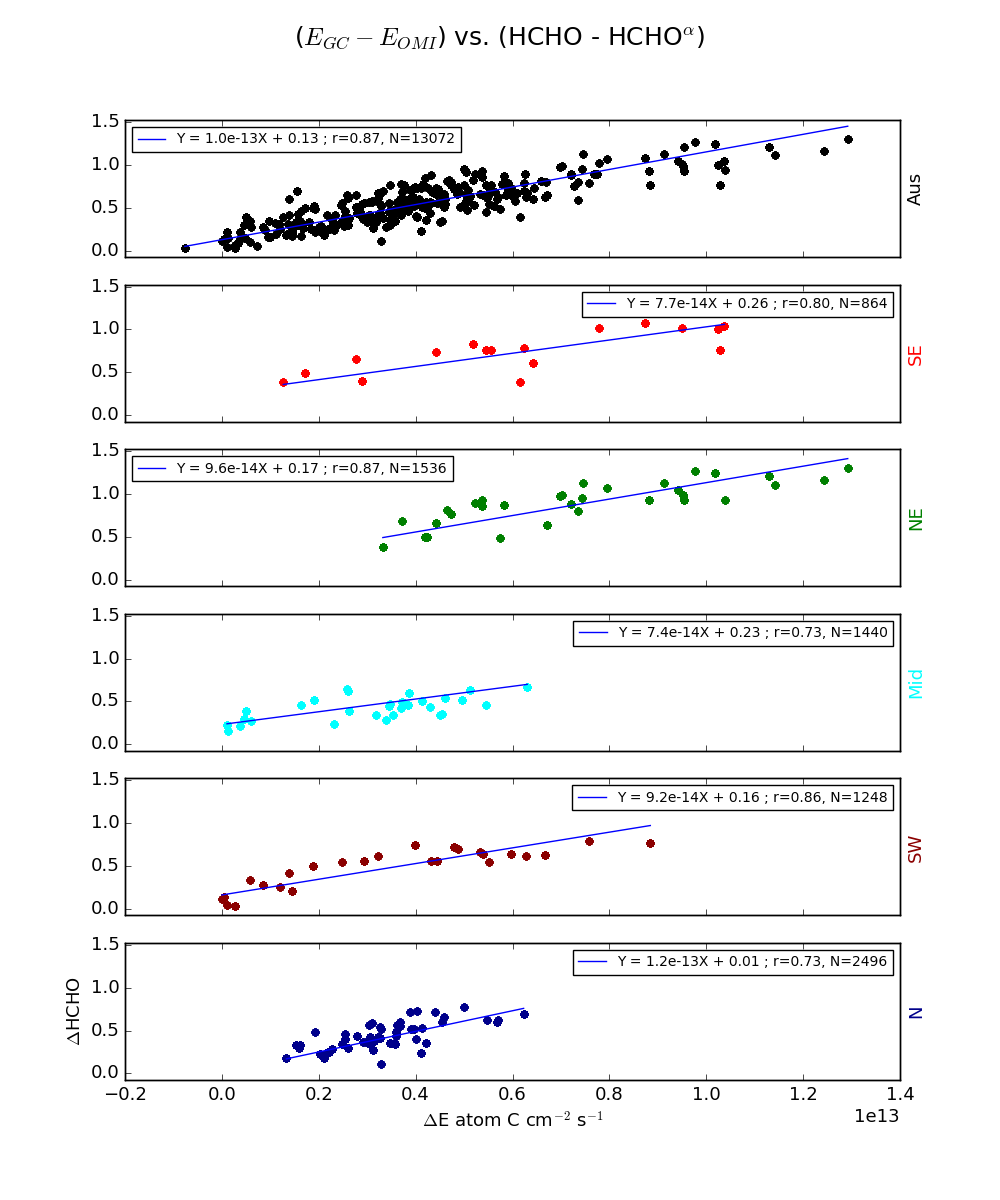 ($E_{GC} - E_{OMI}$) vs. (HCHO - HCHO$^{\alpha}$)
1.5
1.0
0.5
0.0
Y = 1.0e-13X + 0.13 ; r=0.87, N=13072
Aus
1.5
1.0
0.5
0.0
Y = 7.7e-14X + 0.26 ; r=0.80, N=864
SE
1.5
1.0
0.5
0.0
Y = 9.6e-14X + 0.17 ; r=0.87, N=1536
NE
1.5
1.0
0.5
0.0
Y = 7.4e-14X + 0.23 ; r=0.73, N=1440
Mid
1.5
1.0
0.5
0.0
Y = 9.2e-14X + 0.16 ; r=0.86, N=1248
SW
1.5
1.0
0.5
0.0
Y = 1.2e-13X + 0.01 ; r=0.73, N=2496
N
ΔHCHO
−0.2 0.0 0.2 0.4 0.6 0.8 1.0 1.2 1.4
1e13
ΔE atom C cm$^{-2}$ s$^{-1}$